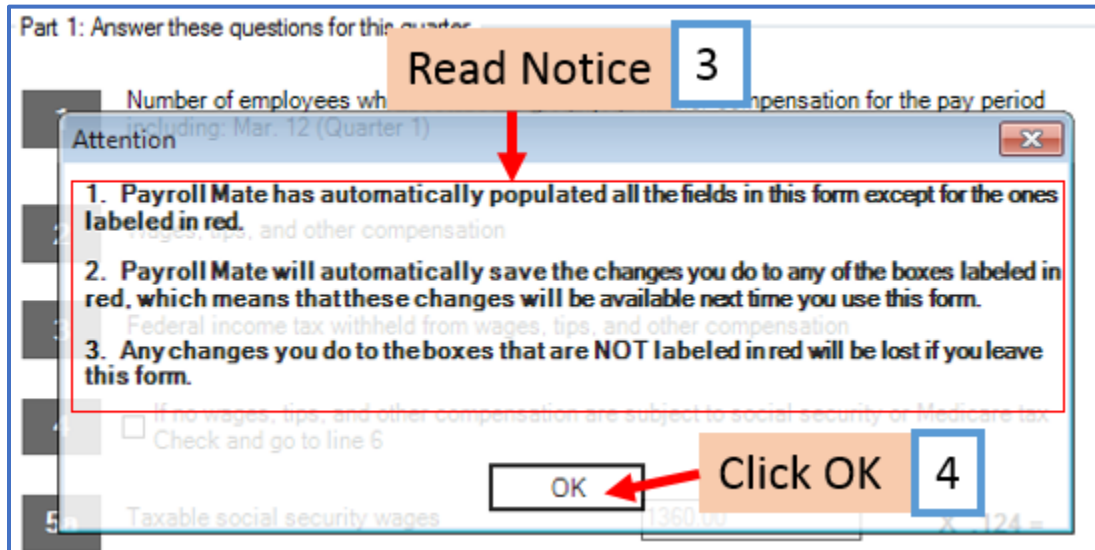 Part 1: Answer these questions for this quarter
Read Notice 3
Number of employees wh compensation for the pay period
including: Mar. 12 (Quarter 1)
Attention
1. Payroll Mate has automatically populated all the fields in this form except for the ones
labeled in red.
2 Wages, tips, and other compensation
2. Payroll Mate will automatically save the changes you do to any of the boxes labeled in
red, which means that these changes will be available next time you use this form.
3 Federal income tax withheld from wages, tips, and other compensation
3. Any changes you do to the boxes that are NOT labeled in red will be lost if you leave
this form.
4 If no wages, tips, and other compensation are subject to social security or Medicare tax
Check and go to line 6
OK
Click OK 4
5a Taxable social security wages 1360.00 X .124 =